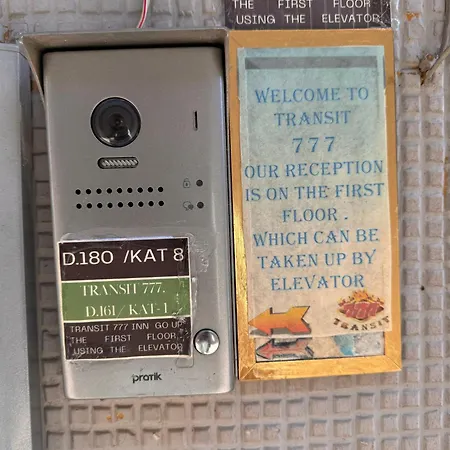 THE FIRST FLOOR
USING THE ELEVATOR
WELCOME TO
TRANSIT
777
OUR RECEPTION
IS ON THE FIRST
FLOOR .
WHICH CAN BE
TAKEN UP BY
ELEVATOR
TRANSIT
D.180 /KAT 8
TRANSIT 777.
D.161/ KAT-1
TRANSIT 777 INN GO UP
THE FIRST FLOOR
USING THE ELEVATOR
protik